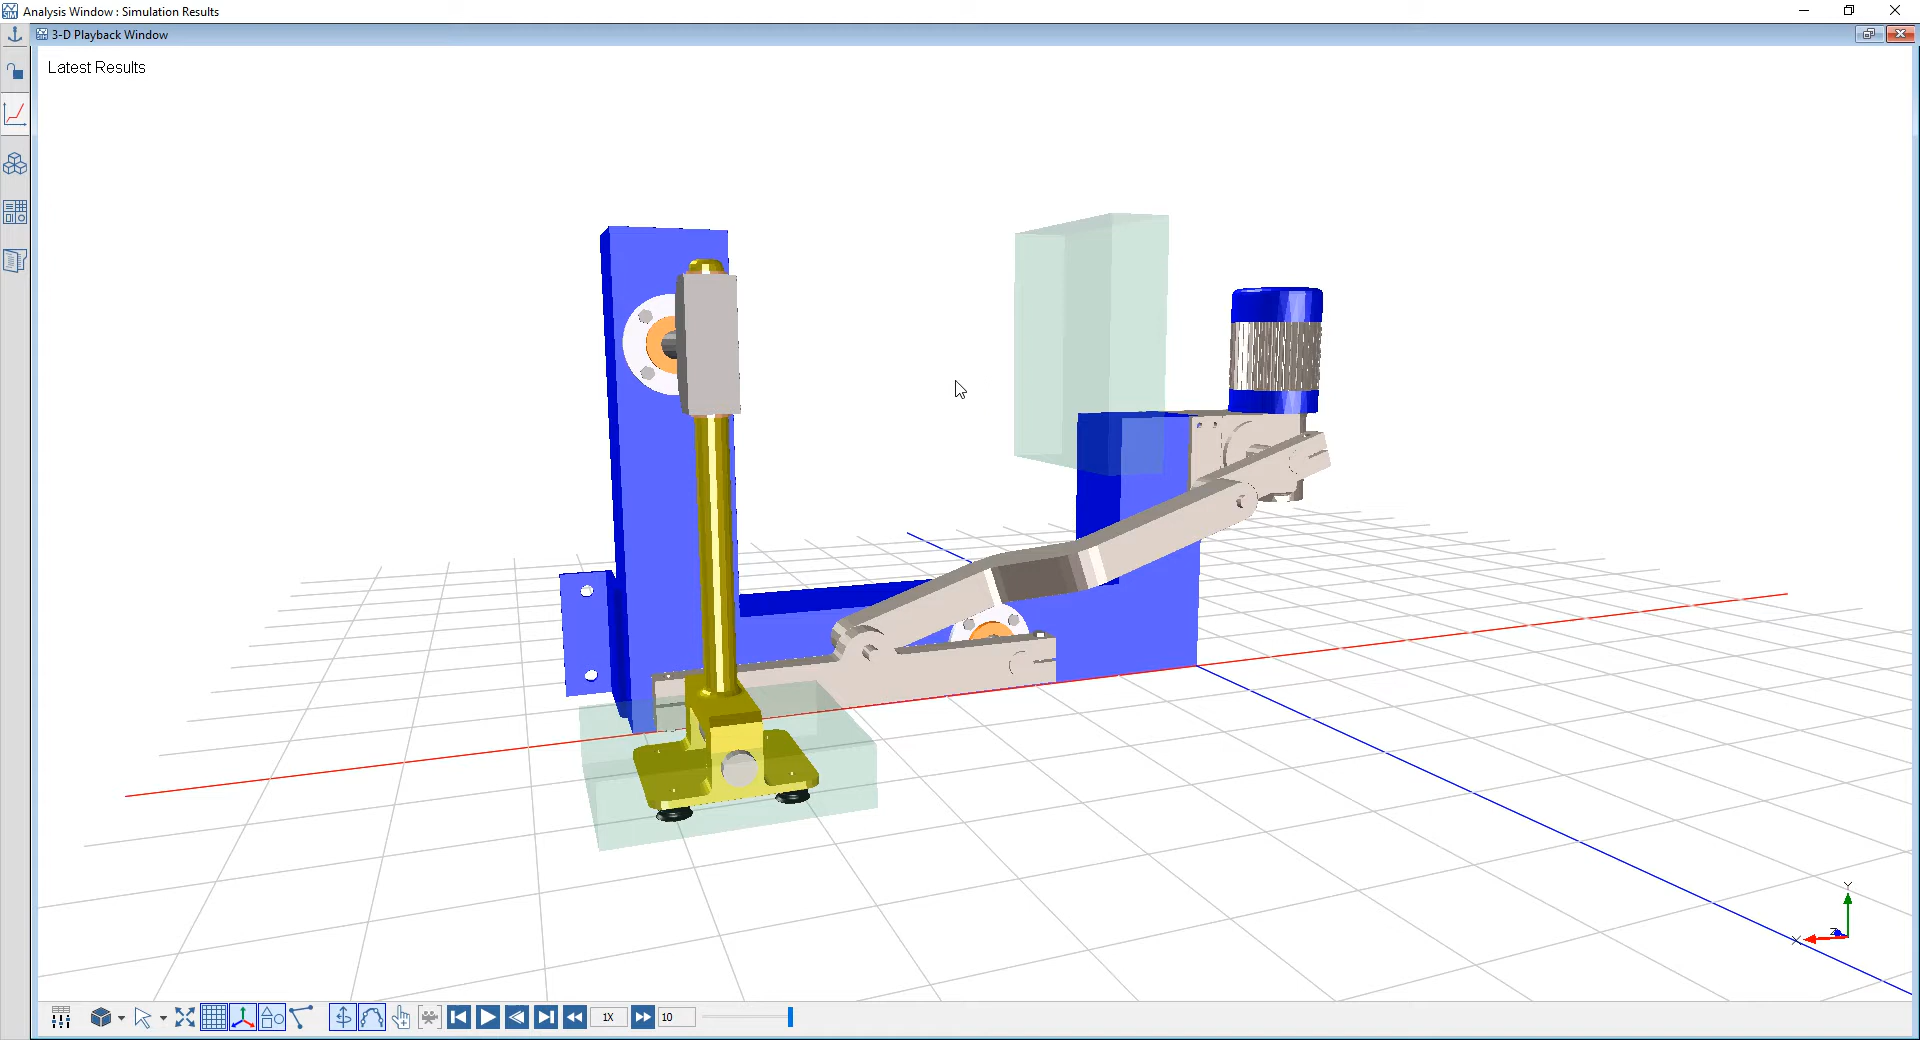 Analysis Window : Simulation Results
3-D Playback Window
Latest Results
Y
Z
X
1X
10